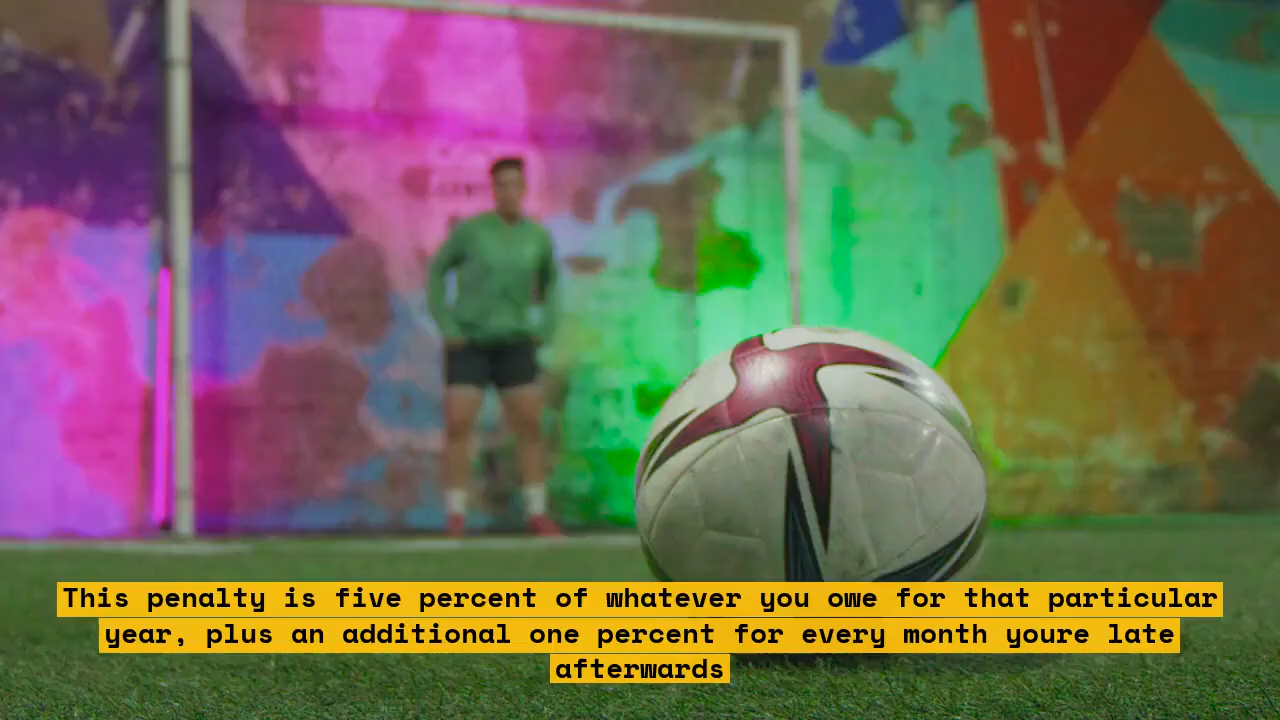 This penalty is five percent of whatever you owe for that particular
year, plus an additional one percent for every month youre late
afterwards